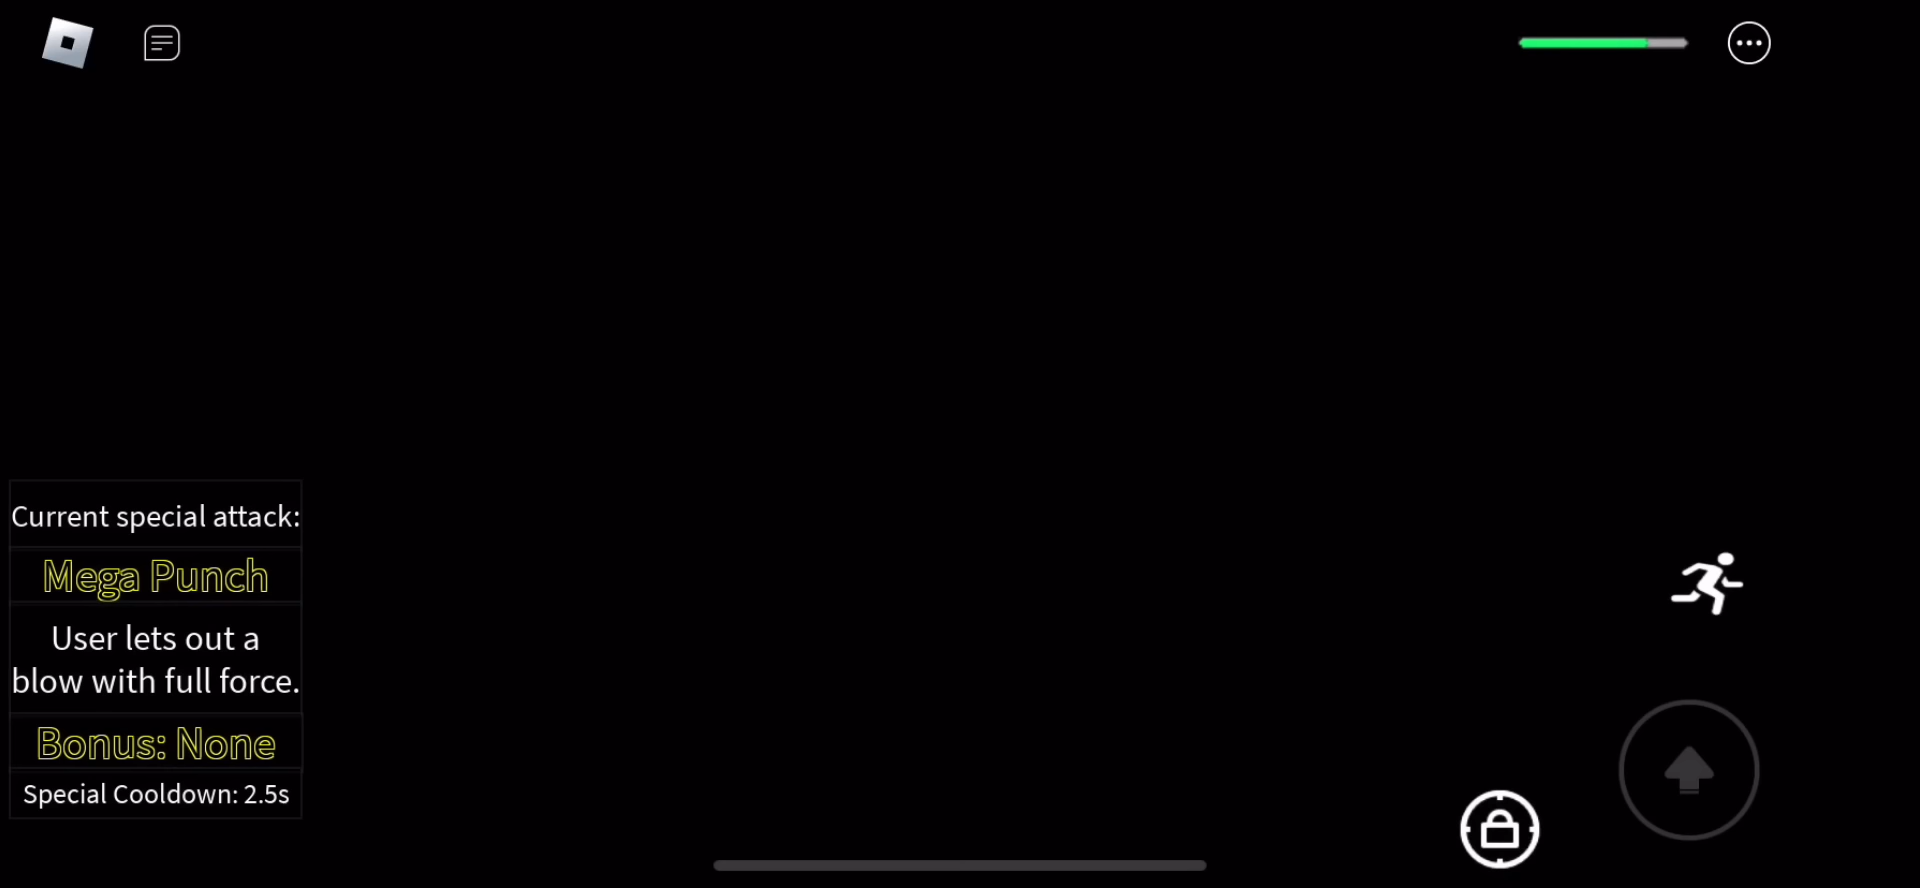 Current special attack:
Mega Punch
User lets out a
blow with full force.
Bonus: None
Special Cooldown: 2.5s